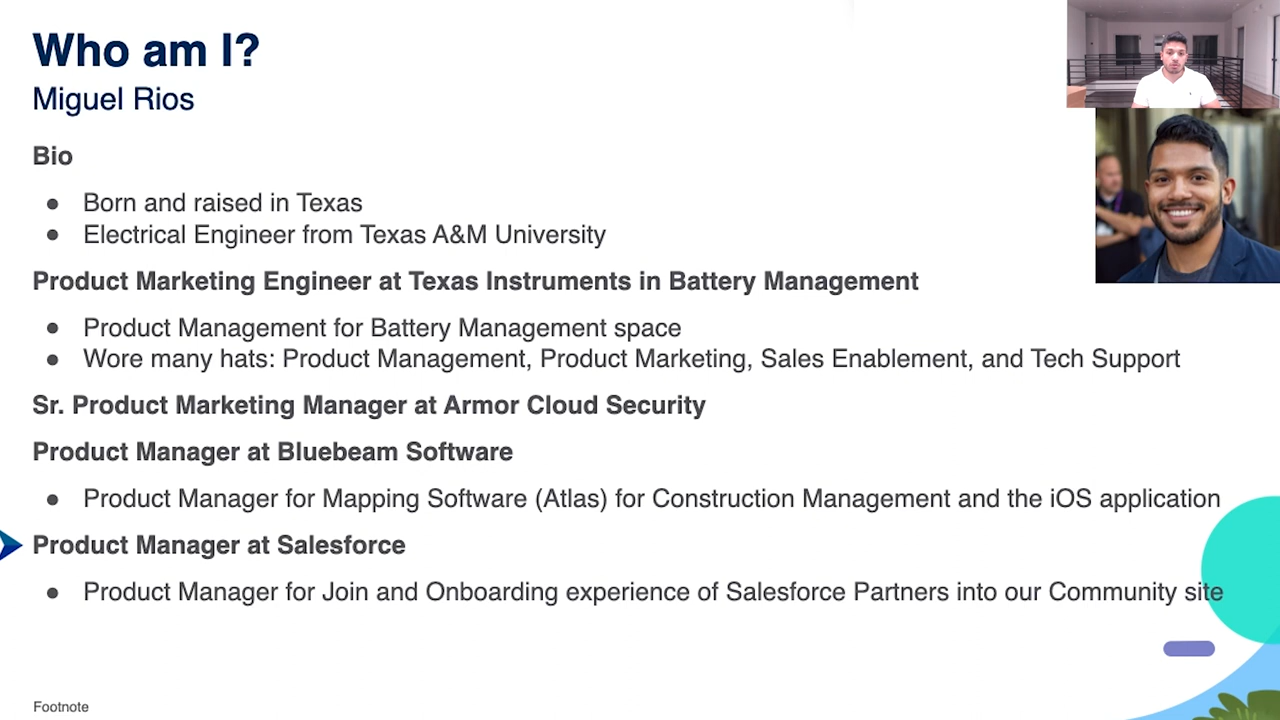 Who am I?
Miguel Rios
Bio
● Born and raised in Texas
● Electrical Engineer from Texas A&M University
Product Marketing Engineer at Texas Instruments in Battery Management
● Product Management for Battery Management space
● Wore many hats: Product Management, Product Marketing, Sales Enablement, and Tech Support
Sr. Product Marketing Manager at Armor Cloud Security
Product Manager at Bluebeam Software
● Product Manager for Mapping Software (Atlas) for Construction Management and the iOS application
Product Manager at Salesforce
● Product Manager for Join and Onboarding experience of Salesforce Partners into our Community site
Footnote